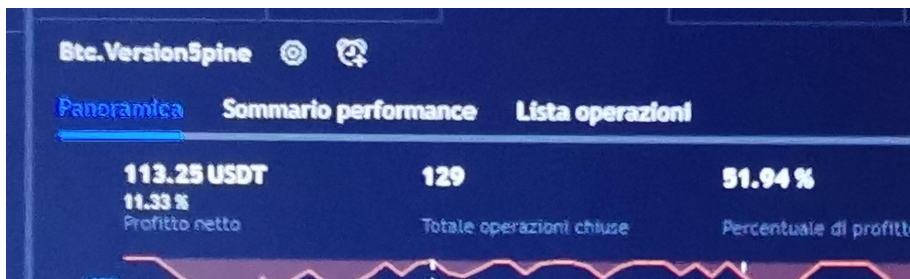 Btc.Version5pine
Panoramica Sommario performance Lista operazioni
113.25 USDT 129 51.94 %
11.33 %
Profitto netto Totale operazioni chiuse Percentuale di profitt